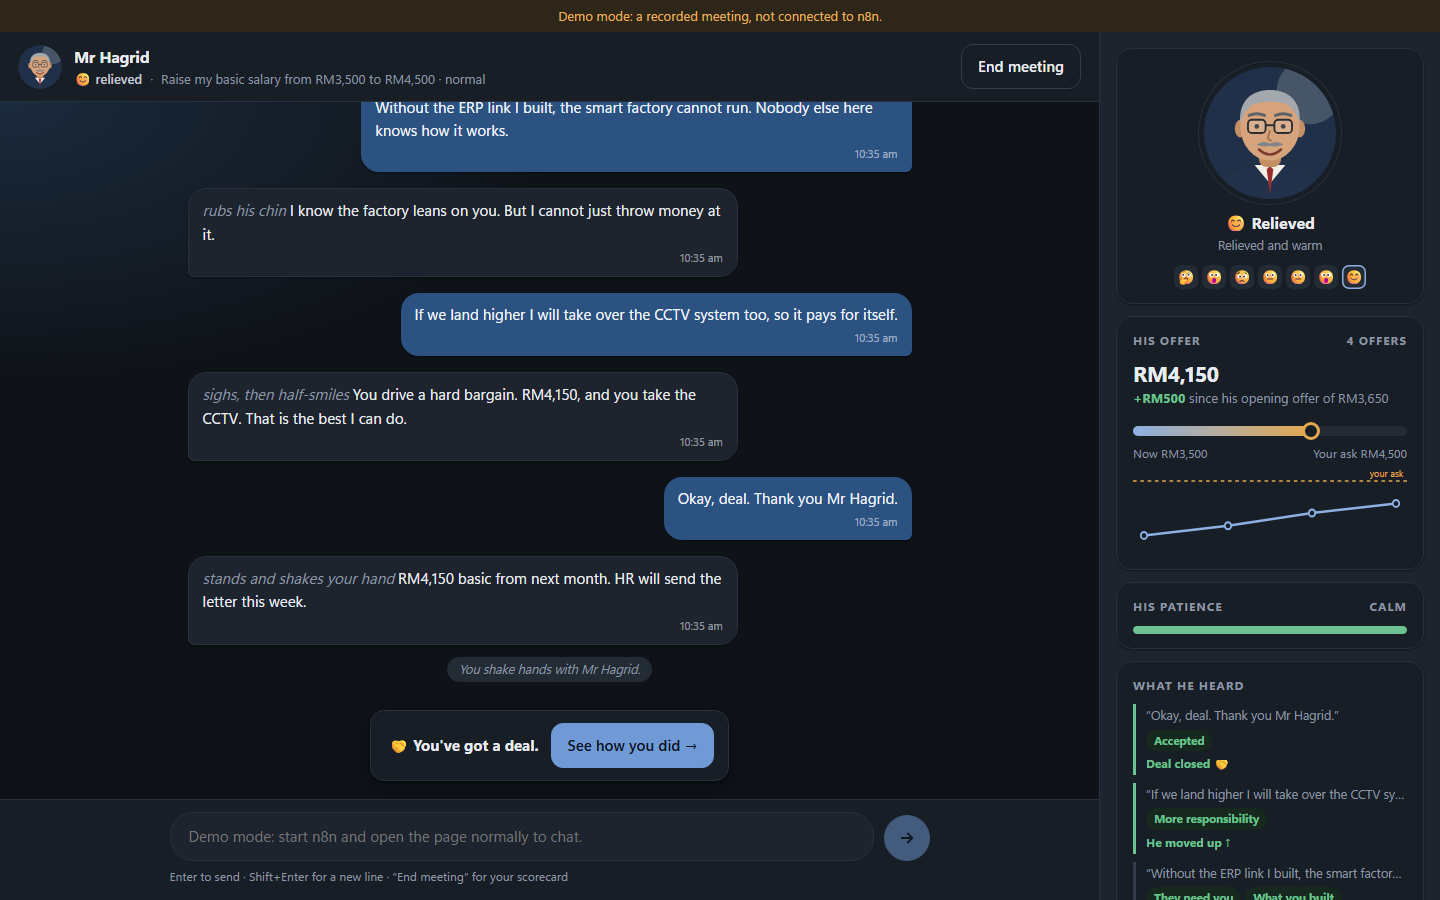 Demo mode: a recorded meeting, not connected to n8n.
Mr Hagrid
relieved · Raise my basic salary from RM3,500 to RM4,500 · normal
End meeting
Without the ERP link I built, the smart factory cannot run. Nobody else here
knows how it works.
10:35 am
rubs his chin I know the factory leans on you. But I cannot just throw money at
it.
10:35 am
If we land higher I will take over the CCTV system too, so it pays for itself.
10:35 am
sighs, then half-smiles You drive a hard bargain. RM4,150, and you take the
CCTV. That is the best I can do.
10:35 am
Okay, deal. Thank you Mr Hagrid.
10:35 am
stands and shakes your hand RM4,150 basic from next month. HR will send the
letter this week.
10:35 am
You shake hands with Mr Hagrid.
You've got a deal.
See how you did →
Demo mode: start n8n and open the page normally to chat.
→
Enter to send · Shift+Enter for a new line · "End meeting" for your scorecard
Relieved
Relieved and warm
HIS OFFER
4 OFFERS
RM4,150
+RM500 since his opening offer of RM3,650
Now RM3,500
Your ask RM4,500
your ask
HIS PATIENCE
CALM
WHAT HE HEARD
"Okay, deal. Thank you Mr Hagrid."
Accepted
Deal closed
"If we land higher I will take over the CCTV sy...
More responsibility
He moved up ↑
"Without the ERP link I built, the smart factor...
They need you
What you built